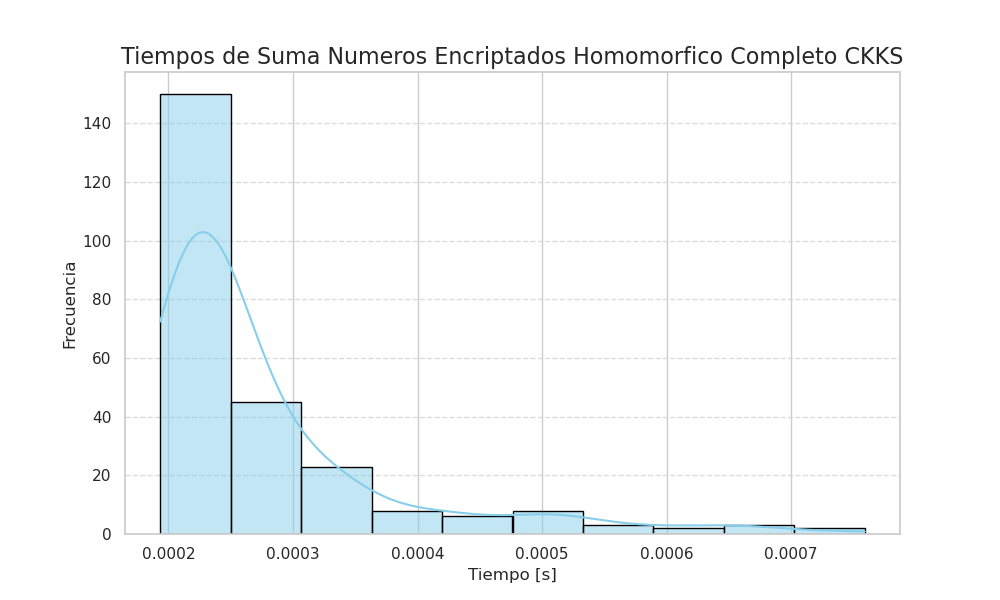 Tiempos de Suma Numeros Encriptados Homomorfico Completo CKKS
140
120
100
80
60
40
20
0
Frecuencia
0.0002 0.0003 0.0004 0.0005 0.0006 0.0007
Tiempo [s]